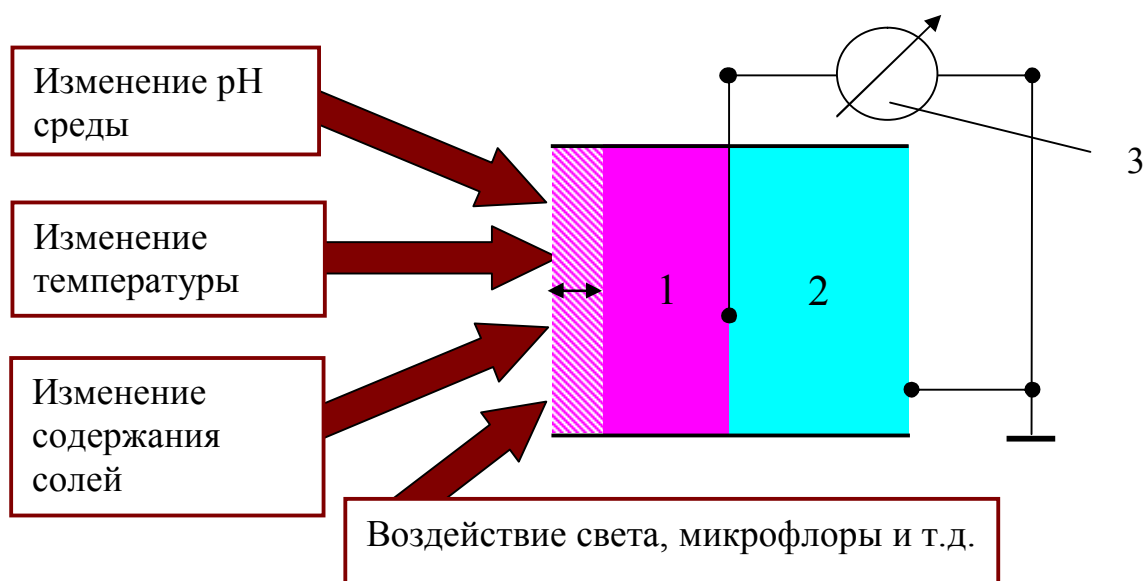 Изменение pH
среды
Изменение
температуры
Изменение
содержания
солей
Воздействие света, микрофлоры и т.д.
1
2
3